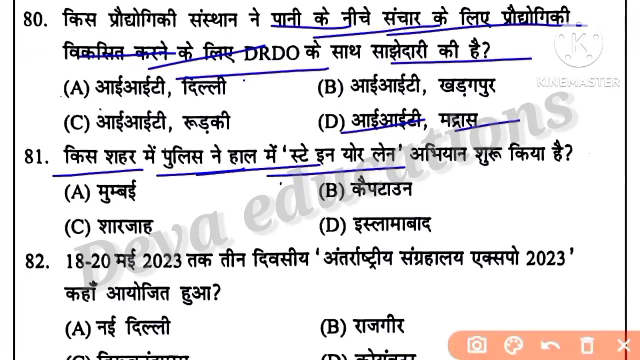 80. किस प्रौद्योगिकी संस्थान ने पानी के नीचे संचार के लिए प्रौद्योगिकी
विकसित करने के लिए DRDO के साथ साझेदारी की है?
(A) आईआईटी, दिल्ली (B) आईआईटी, खड़गपुर
(C) आईआईटी, रूड़की (D) आईआईटी, मद्रास
81. किस शहर में पुलिस ने हाल में 'स्टे इन योर लेन' अभियान शुरू किया है?
(A) मुम्बई (B) कैपटाउन
(C) शारजाह (D) इस्लामाबाद
82. 18-20 मई 2023 तक तीन दिवसीय 'अंतर्राष्ट्रीय संग्रहालय एक्सपो 2023'
कहाँ आयोजित हुआ?
(A) नई दिल्ली (B) राजगीर
(C) (D)
KINEMASTER
Deva educations